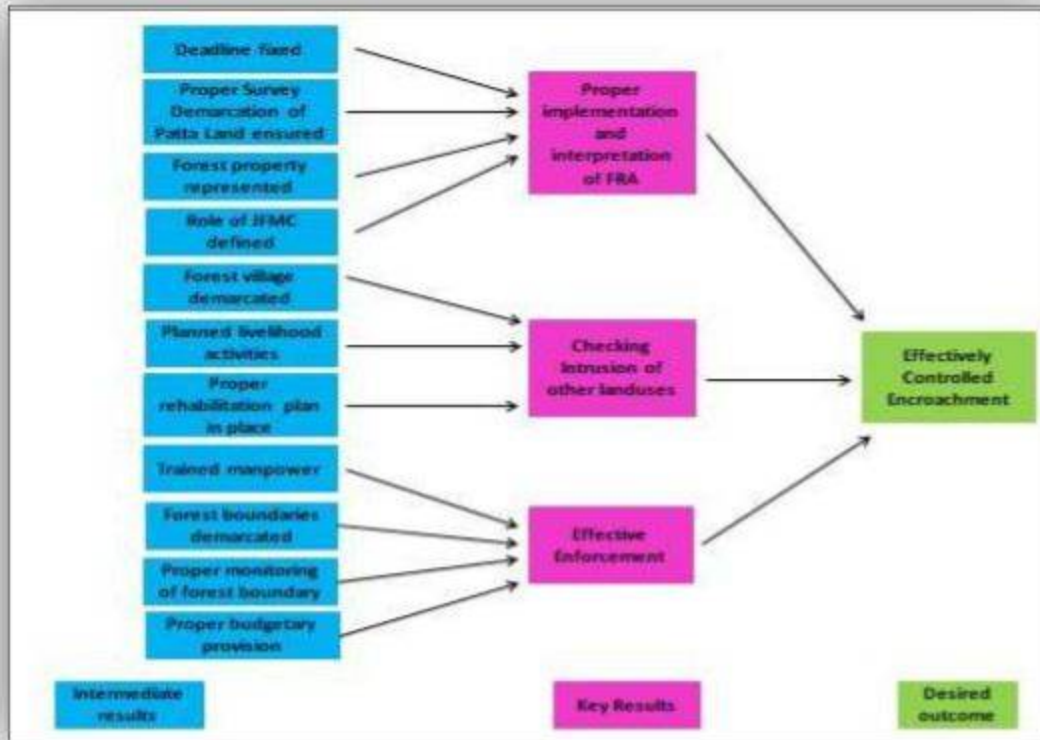 Deadline fixed
Proper Survey
Demarcation of
Patta Land ensured
Forest property
represented
Role of JFMC
defined
Forest village
demarcated
Planned livelihood
activities
Proper
rehabilitation plan
in place
Trained manpower
Forest boundaries
demarcated
Proper monitoring
of forest boundary
Proper budgetary
provision
Proper
implementation
and
interpretation
of FRA
Checking
Intrusion of
other landuses
Effective
Enforcement
Effectively
Controlled
Encroachment
Intermediate
results
Key Results
Desired
outcome